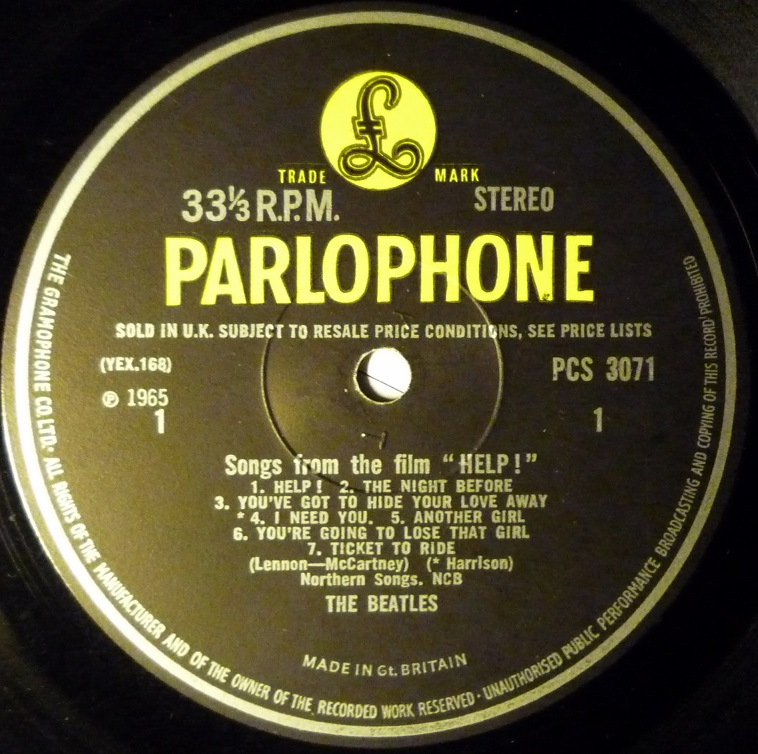 £
TRADE MARK
33⅓ R.P.M. STEREO
PARLOPHONE
SOLD IN U.K. SUBJECT TO RESALE PRICE CONDITIONS, SEE PRICE LISTS
(YEX.168) PCS 3071
℗ 1965
1 1
Songs from the film "HELP!"
1. HELP! 2. THE NIGHT BEFORE
3. YOU'VE GOT TO HIDE YOUR LOVE AWAY
* 4. I NEED YOU. 5. ANOTHER GIRL
6. YOU'RE GOING TO LOSE THAT GIRL
7. TICKET TO RIDE
(Lennon—McCartney) (* Harrison)
Northern Songs. NCB
THE BEATLES
MADE IN Gt. BRITAIN
THE GRAMOPHONE CO. LTD. · ALL RIGHTS OF THE MANUFACTURER AND OF THE OWNER OF THE RECORDED WORK RESERVED · UNAUTHORISED PUBLIC PERFORMANCE BROADCASTING AND COPYING OF THIS RECORD PROHIBITED